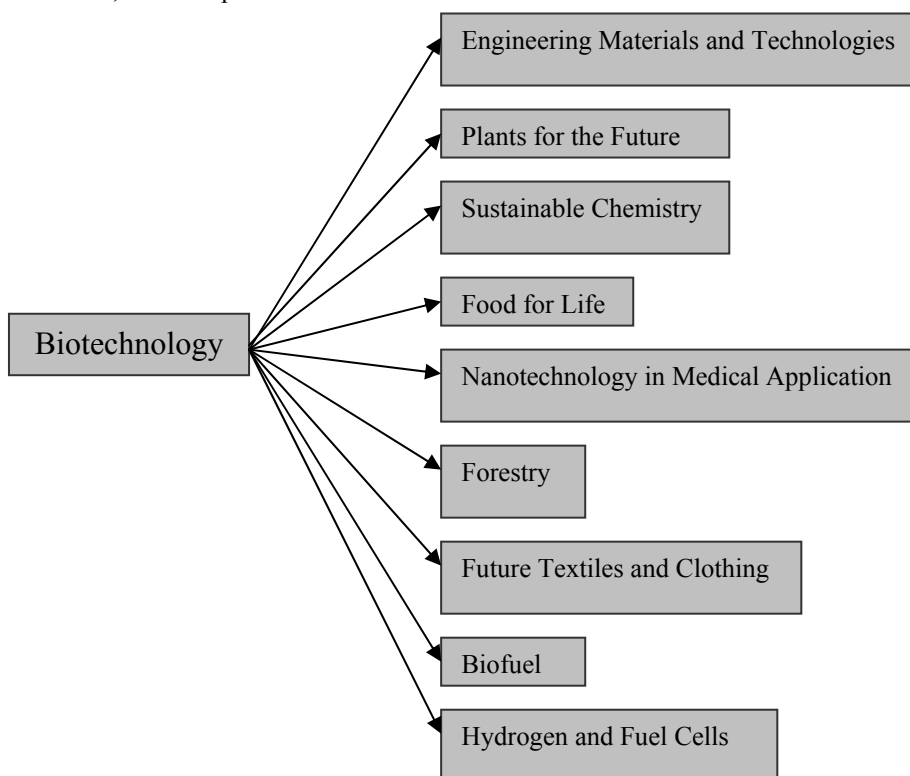 Engineering Materials and Technologies
Plants for the Future
Sustainable Chemistry
Food for Life
Biotechnology
Nanotechnology in Medical Application
Forestry
Future Textiles and Clothing
Biofuel
Hydrogen and Fuel Cells